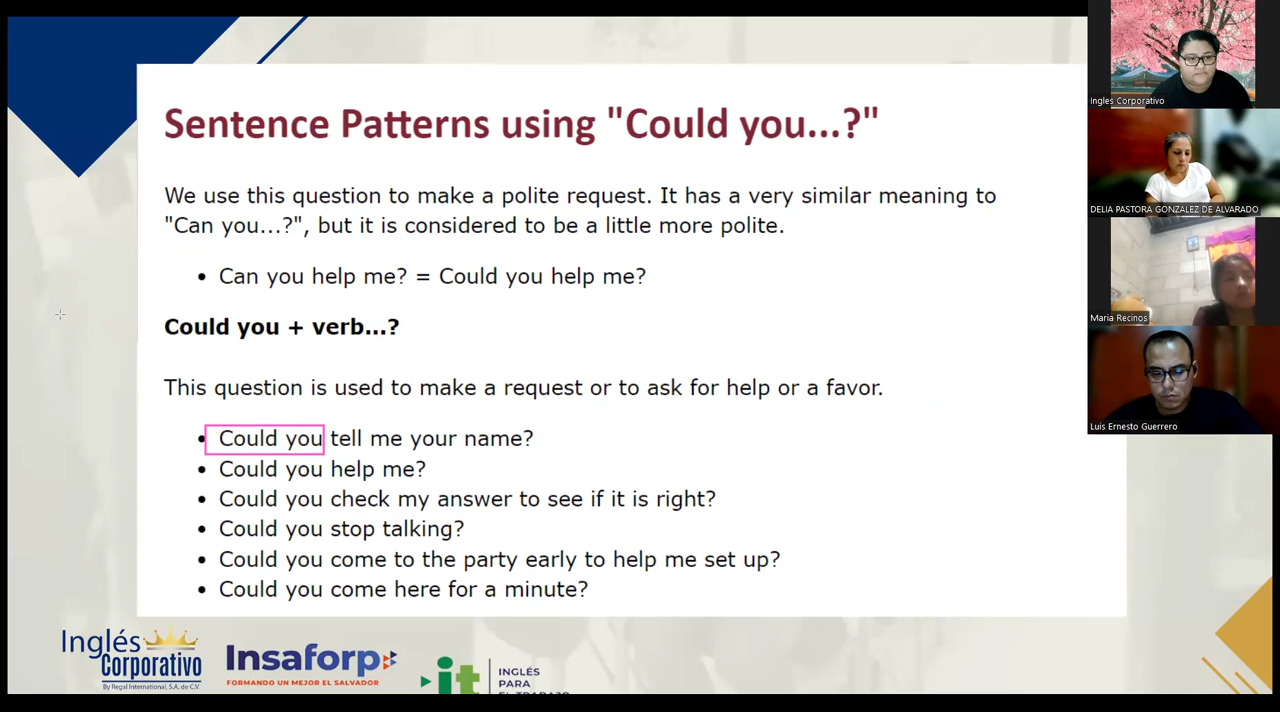 Sentence Patterns using "Could you...?"
We use this question to make a polite request. It has a very similar meaning to
"Can you...?", but it is considered to be a little more polite.
• Can you help me? = Could you help me?
Could you + verb...?
This question is used to make a request or to ask for help or a favor.
• Could you tell me your name?
• Could you help me?
• Could you check my answer to see if it is right?
• Could you stop talking?
• Could you come to the party early to help me set up?
• Could you come here for a minute?
Inglés
Corporativo
By Regal International, S.A. de C.V.
Insaforp
FORMANDO UN MEJOR EL SALVADOR
it
INGLÉS
PARA
Ingles Corporativo
DELIA PASTORA GONZALEZ DE ALVARADO
Maria Recinos
Luis Ernesto Guerrero